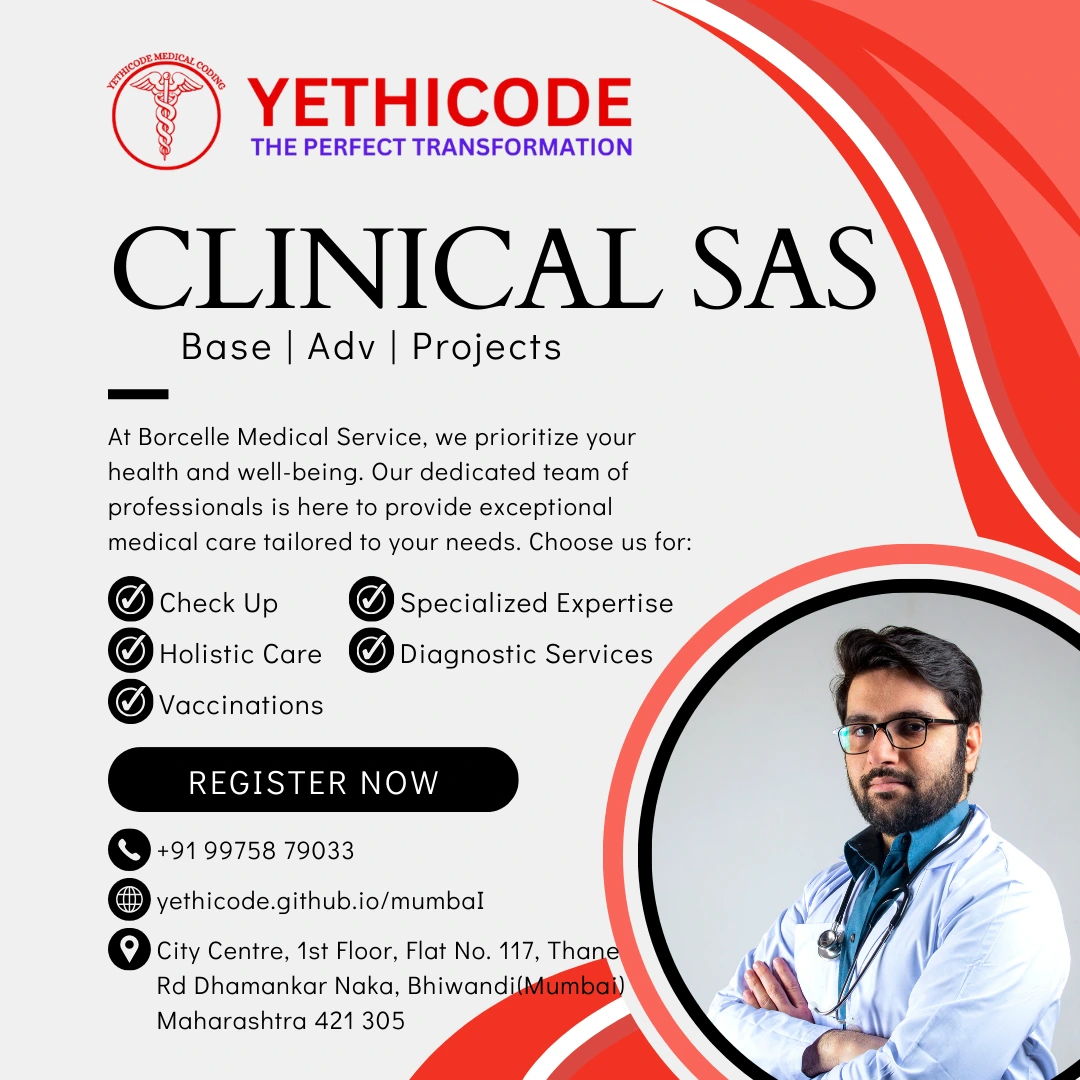 YETHICODE MEDICAL CODING
YETHICODE
THE PERFECT TRANSFORMATION
CLINICAL SAS
Base | Adv | Projects
At Borcelle Medical Service, we prioritize your
health and well-being. Our dedicated team of
professionals is here to provide exceptional
medical care tailored to your needs. Choose us for:
Check Up
Specialized Expertise
Holistic Care
Diagnostic Services
Vaccinations
REGISTER NOW
+91 99758 79033
yethicode.github.io/mumbaI
City Centre, 1st Floor, Flat No. 117, Thane
Rd Dhamankar Naka, Bhiwandi(Mumbai)
Maharashtra 421 305